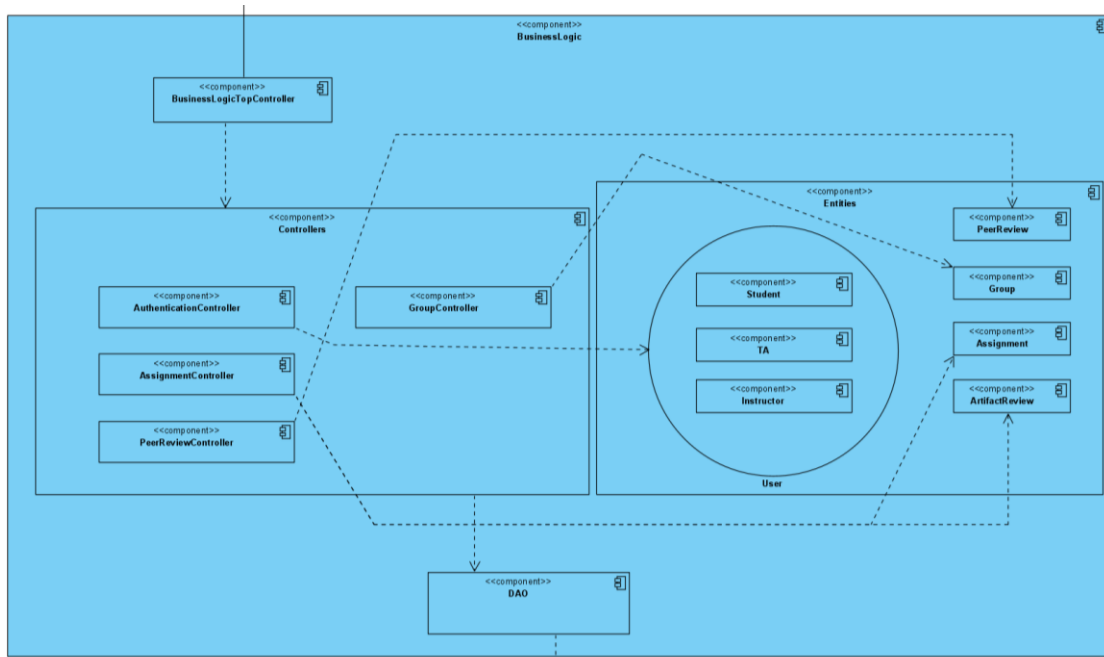 <<component>>
BusinessLogic
<<component>>
BusinessLogicTopController
<<component>>
Controllers
<<component>>
AuthenticationController
<<component>>
GroupController
<<component>>
AssignmentController
<<component>>
PeerReviewController
<<component>>
Entities
<<component>>
PeerReview
<<component>>
Student
<<component>>
Group
<<component>>
TA
<<component>>
Assignment
<<component>>
Instructor
<<component>>
ArtifactReview
User
<<component>>
DAO